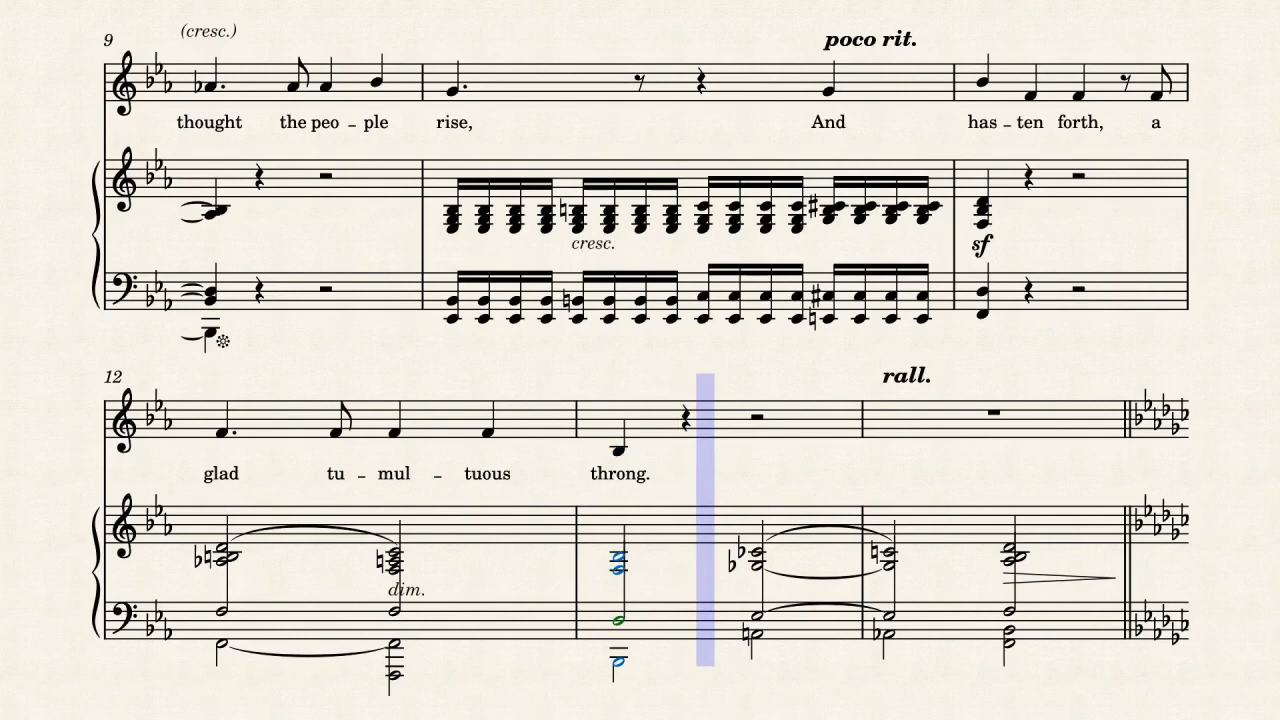 (cresc.)
9
poco rit.
thought the peo – ple rise, And has – ten forth, a
cresc.
sf
12
rall.
glad tu – mul – tuous throng.
dim.